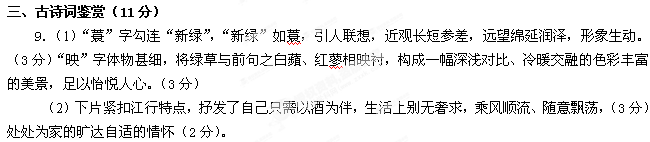 三、古诗词鉴赏（11 分）
9.（1）“蓑”字勾连“新绿”，“新绿”如蓑，引人联想，近观长短参差，远望绵延润泽，形象生动。
（3 分）“映”字体物甚细，将绿草与前句之白蘋、红蓼相映衬，构成一幅深浅对比、冷暖交融的色彩丰富
的美景，足以怡悦人心。（3 分）
（2）下片紧扣江行特点，抒发了自己只需以酒为伴，生活上别无奢求，乘风顺流、随意飘荡，（3 分）
处处为家的旷达自适的情怀（2 分）。